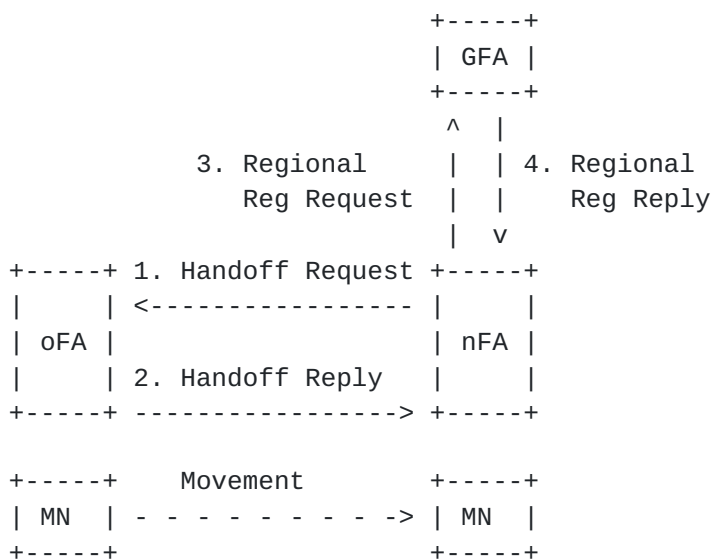 +-----+
| GFA |
+-----+
^ |
3. Regional | | 4. Regional
Reg Request | | Reg Reply
| v
+-----+ 1. Handoff Request +-----+
| | <----------------- | |
| oFA | | nFA |
| | 2. Handoff Reply | |
+-----+ -----------------> +-----+
+-----+ Movement +-----+
| MN | - - - - - - - - -> | MN |
+-----+ +-----+